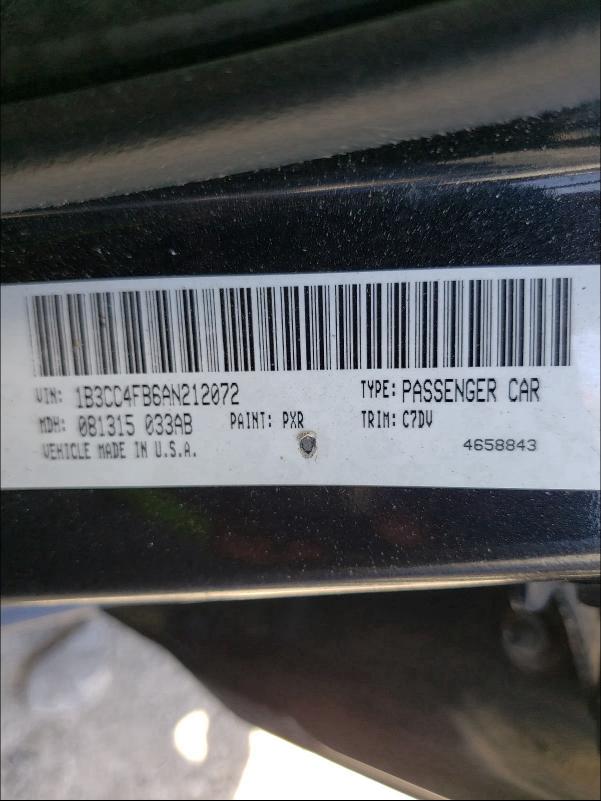 VIN: 1B3CC4FB6AN212072 TYPE: PASSENGER CAR
MDH: 081315 033AB PAINT: PXR TRIM: C7DV
VEHICLE MADE IN U.S.A. 4658843